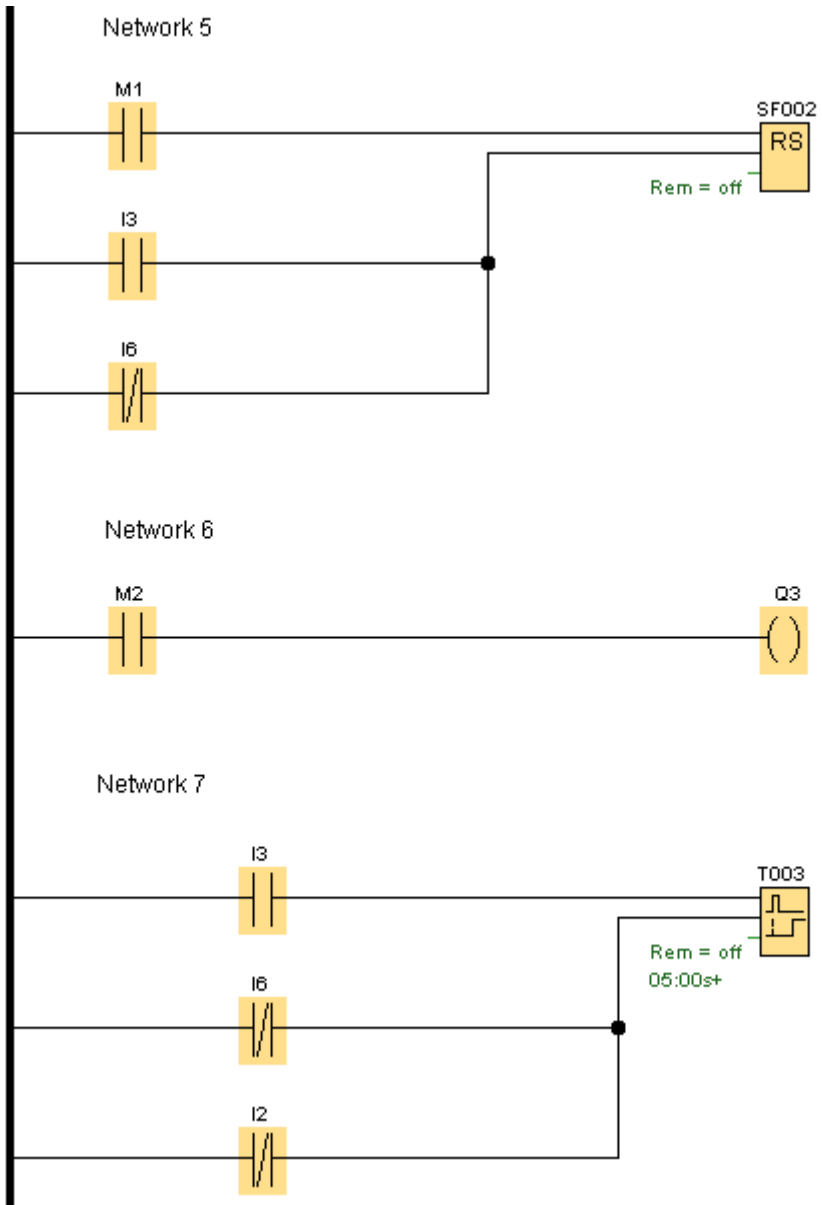 Network 5
M1
SF002
RS
Rem = off
I3
I6
Network 6
M2
Q3
Network 7
I3
T003
Rem = off
05:00s+
I6
I2